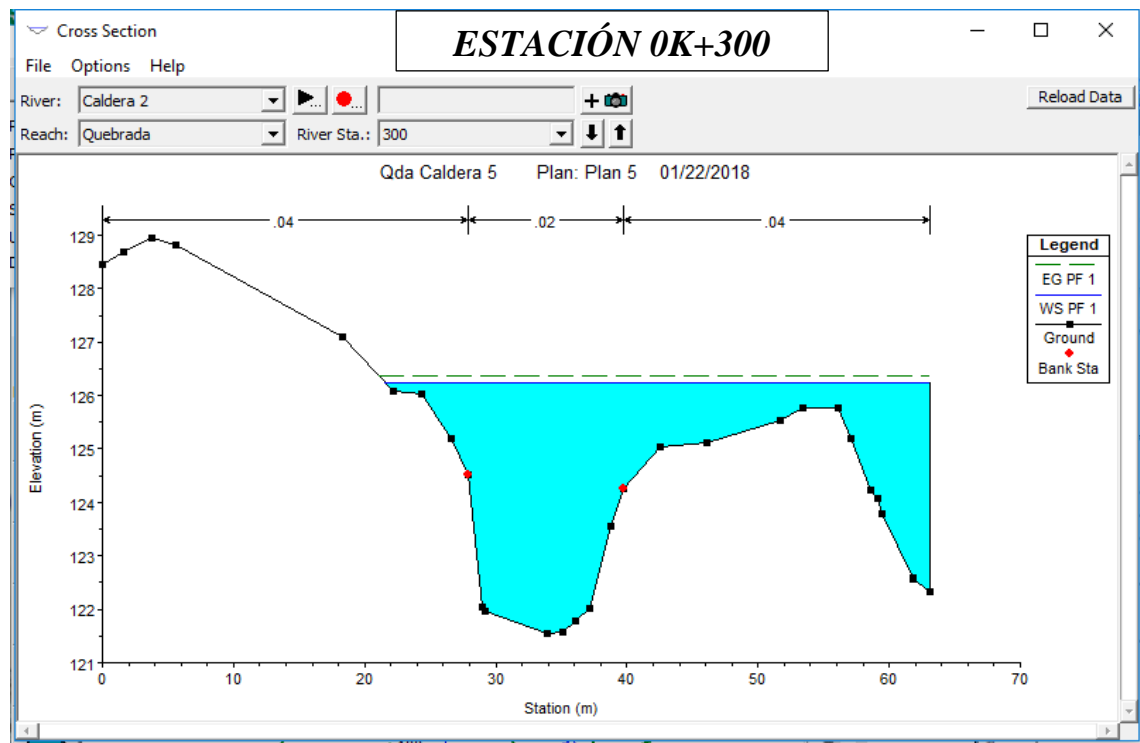 Cross Section
ESTACIÓN 0K+300
File Options Help
River: Caldera 2
Reload Data
Reach: Quebrada River Sta.: 300
Qda Caldera 5 Plan: Plan 5 01/22/2018
.04 .02 .04
Legend
EG PF 1
WS PF 1
Ground
Bank Sta
129
128
127
126
125
124
123
122
121
Elevation (m)
0 10 20 30 40 50 60 70
Station (m)